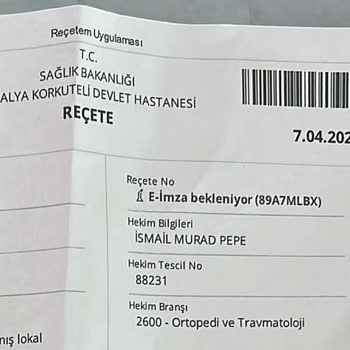 Reçetem Uygulaması
T.C.
SAĞLIK BAKANLIĞI
ALYA KORKUTELİ DEVLET HASTANESİ
REÇETE
7.04.202
Reçete No
E-İmza bekleniyor (89A7MLBX)
Hekim Bilgileri
İSMAİL MURAD PEPE
Hekim Tescil No
88231
Hekim Branşı
2600 - Ortopedi ve Travmatoloji
mış lokal